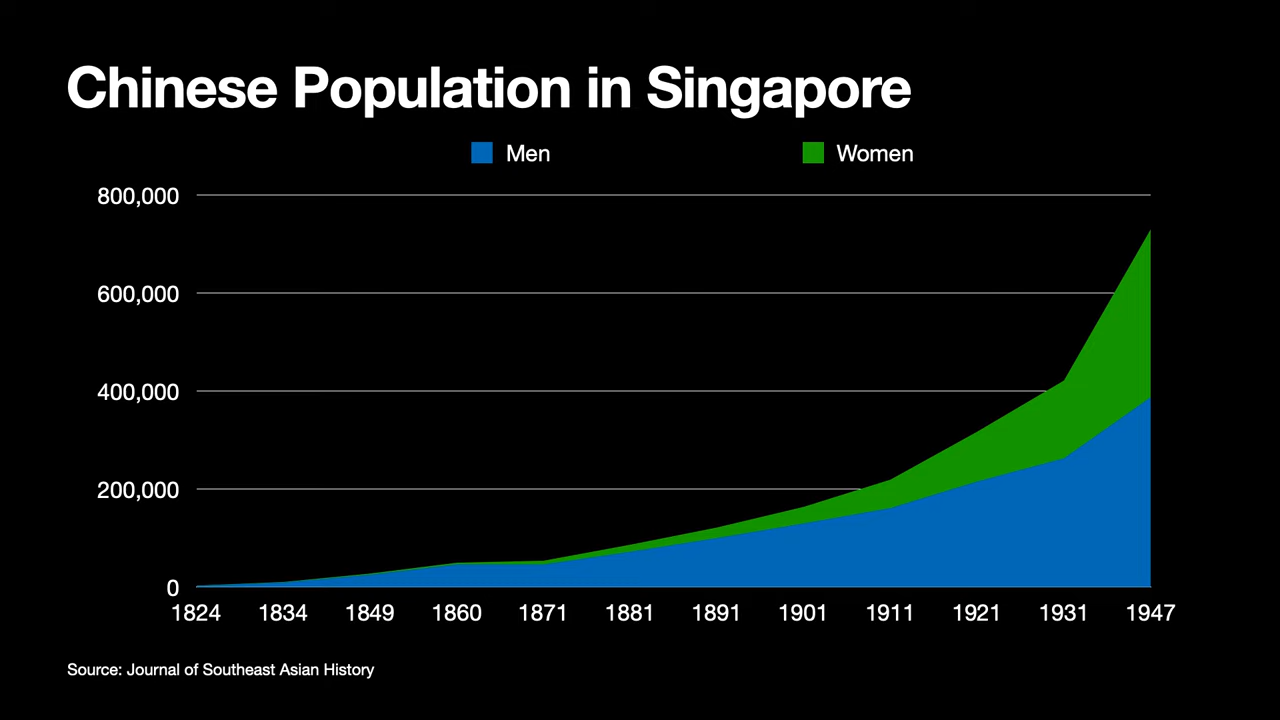 Chinese Population in Singapore
Men Women
800,000
600,000
400,000
200,000
0
1824 1834 1849 1860 1871 1881 1891 1901 1911 1921 1931 1947
Source: Journal of Southeast Asian History